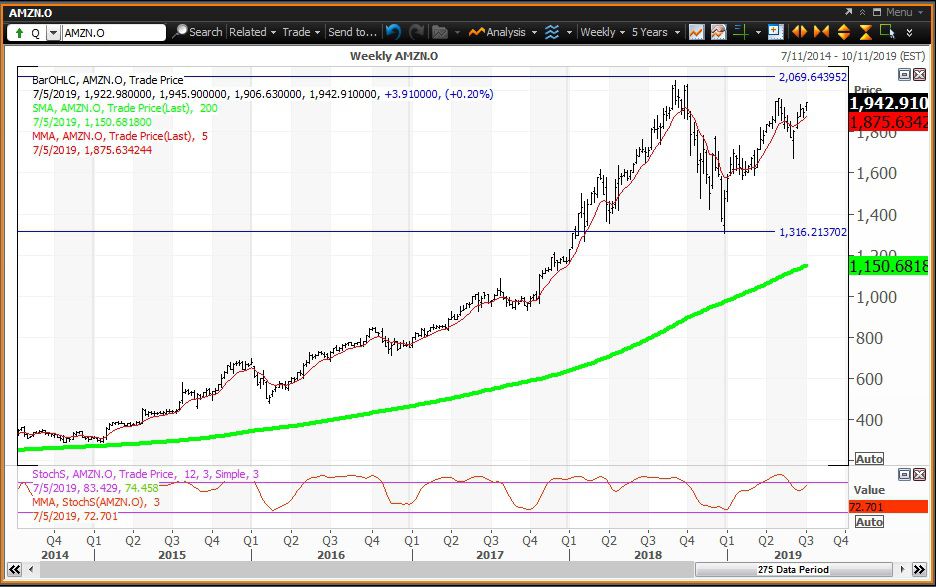 AMZN.O
Menu
Q AMZN.O Search Related Trade Send to... Analysis Weekly 5 Years
Weekly AMZN.O
7/11/2014 - 10/11/2019 (EST)
BarOHLC, AMZN.O, Trade Price
7/5/2019, 1,922.980000, 1,945.900000, 1,906.630000, 1,942.910000, +3.910000, (+0.20%)
SMA, AMZN.O, Trade Price(Last), 200
7/5/2019, 1,150.681800
MMA, AMZN.O, Trade Price(Last), 5
7/5/2019, 1,875.634244
2,069.643952
Price
1,942.910
1,875.6342
1,800
1,600
1,400
1,316.213702
1,200
1,150.6818
1,000
800
600
400
Auto
StochS, AMZN.O, Trade Price, 12, 3, Simple, 3
7/5/2019, 83.429, 74.458
MMA, StochS(AMZN.O), 3
7/5/2019, 72.701
Value
72.701
Auto
Q4 Q1 Q2 Q3 Q4 Q1 Q2 Q3 Q4 Q1 Q2 Q3 Q4 Q1 Q2 Q3 Q4 Q1 Q2 Q3 Q4
2014 2015 2016 2017 2018 2019
275 Data Period